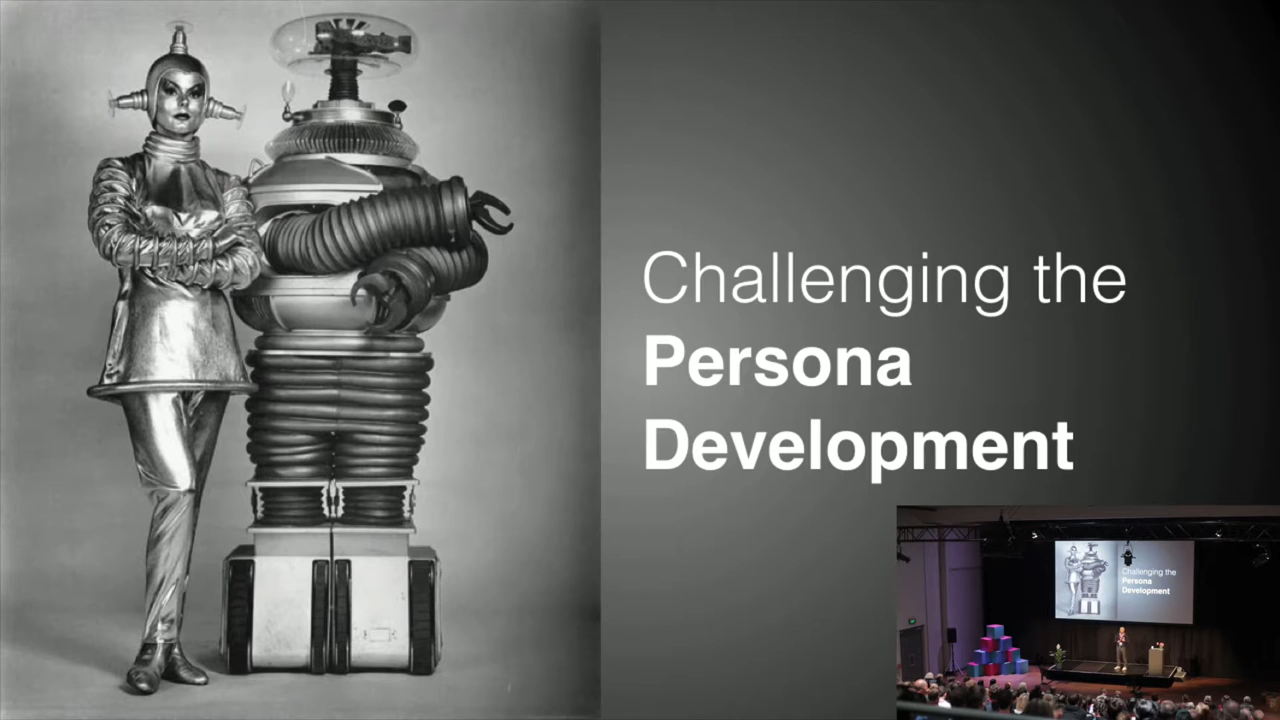 Challenging the
Persona
Development
Challenging the
Persona
Development